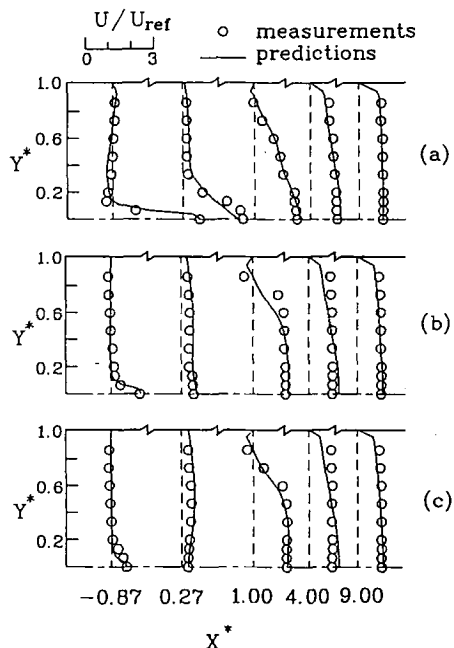 U/U_ref
0 3
○ measurements
— predictions
1.0
0.6
Y*
0.2
(a)
1.0
0.6
Y*
0.2
(b)
1.0
0.6
Y*
0.2
(c)
-0.87 0.27 1.00 4.00 9.00
X*